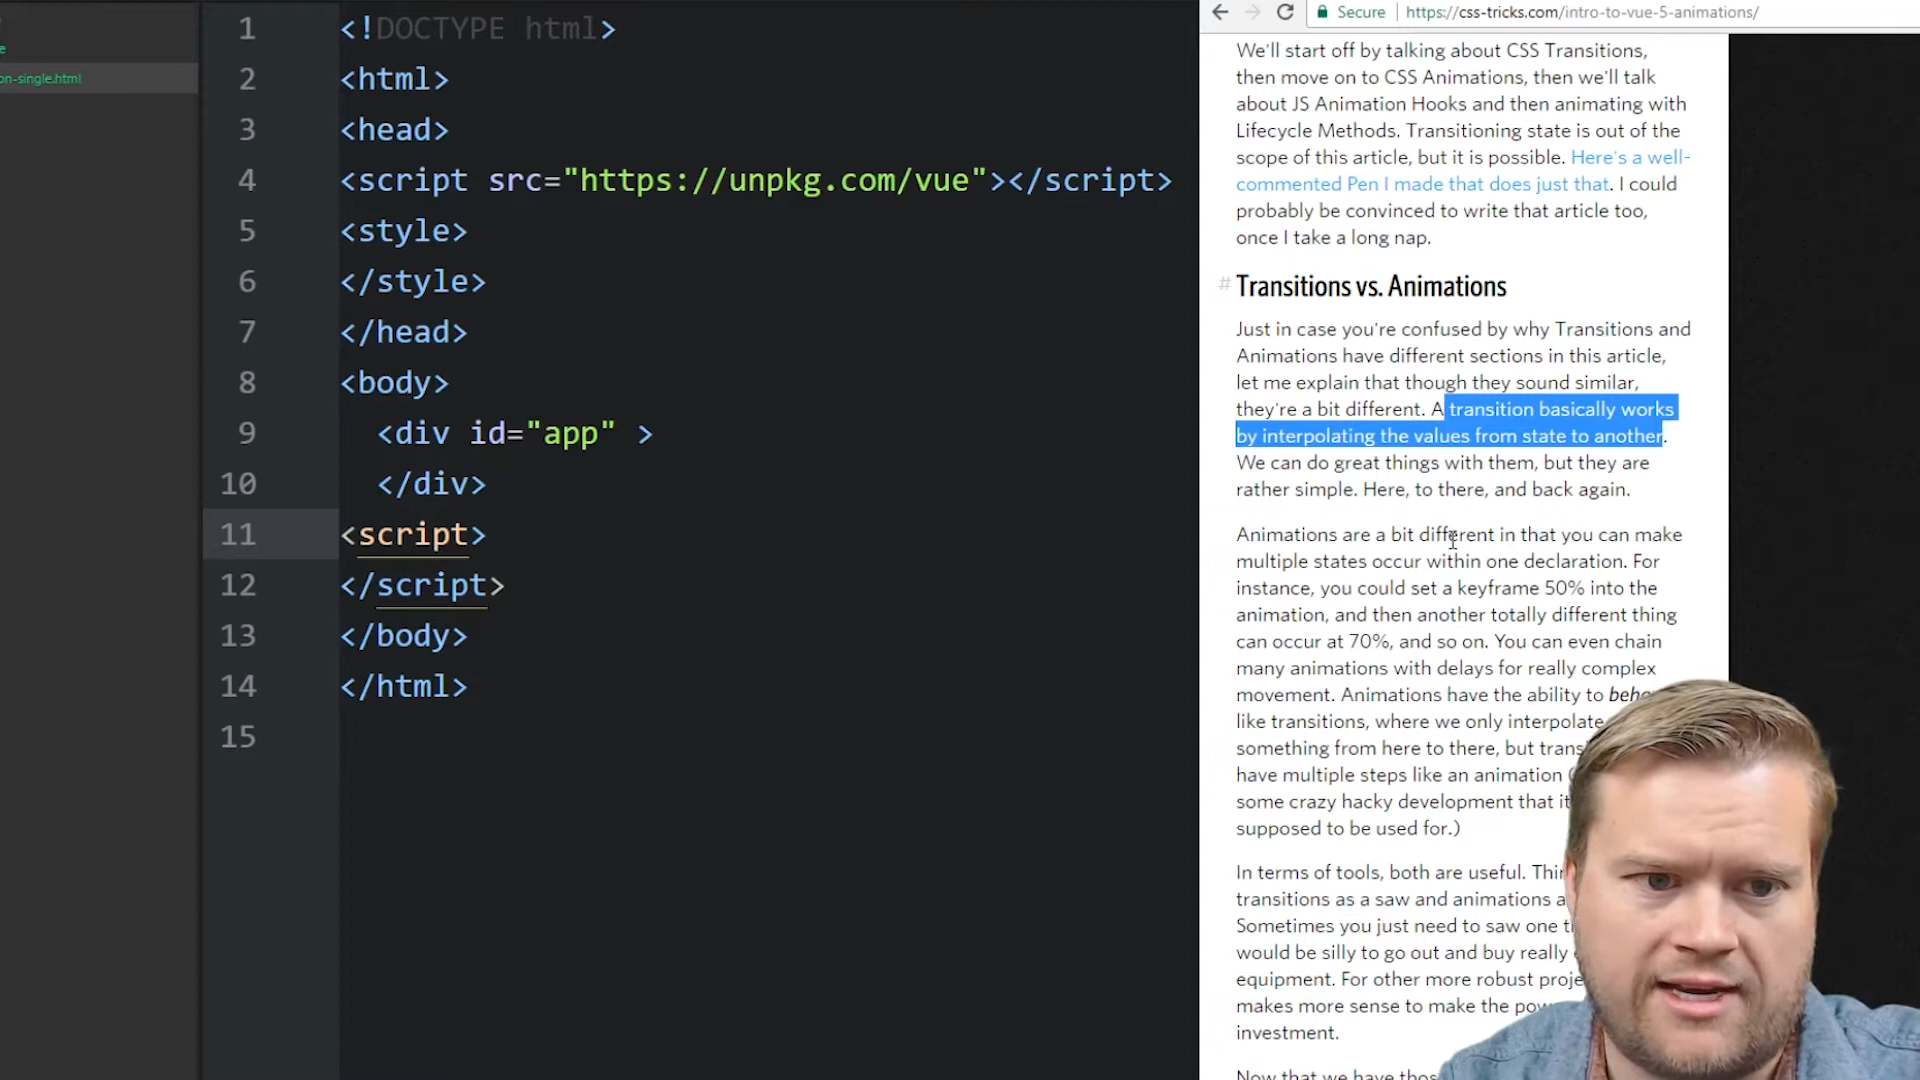 e
on-single.html
1 <!DOCTYPE html>
2 <html>
3 <head>
4 <script src="https://unpkg.com/vue"></script>
5 <style>
6 </style>
7 </head>
8 <body>
9 <div id="app" >
10 </div>
11 <script>
12 </script>
13 </body>
14 </html>
15
Secure https://css-tricks.com/intro-to-vue-5-animations/
We'll start off by talking about CSS Transitions,
then move on to CSS Animations, then we'll talk
about JS Animation Hooks and then animating with
Lifecycle Methods. Transitioning state is out of the
scope of this article, but it is possible. Here's a well-
commented Pen I made that does just that. I could
probably be convinced to write that article too,
once I take a long nap.
# Transitions vs. Animations
Just in case you're confused by why Transitions and
Animations have different sections in this article,
let me explain that though they sound similar,
they're a bit different. A transition basically works
by interpolating the values from state to another.
We can do great things with them, but they are
rather simple. Here, to there, and back again.
Animations are a bit different in that you can make
multiple states occur within one declaration. For
instance, you could set a keyframe 50% into the
animation, and then another totally different thing
can occur at 70%, and so on. You can even chain
many animations with delays for really complex
movement. Animations have the ability to
like transitions, where we only interpolate
something from here to there, but
have multiple steps like an animation
some crazy hacky development that
supposed to be used for.)
In terms of tools, both are useful.
transitions as a saw and animations
Sometimes you just need to saw one
would be silly to go out and buy really
equipment. For other more robust
makes more sense to make the
investment.
Now that we have